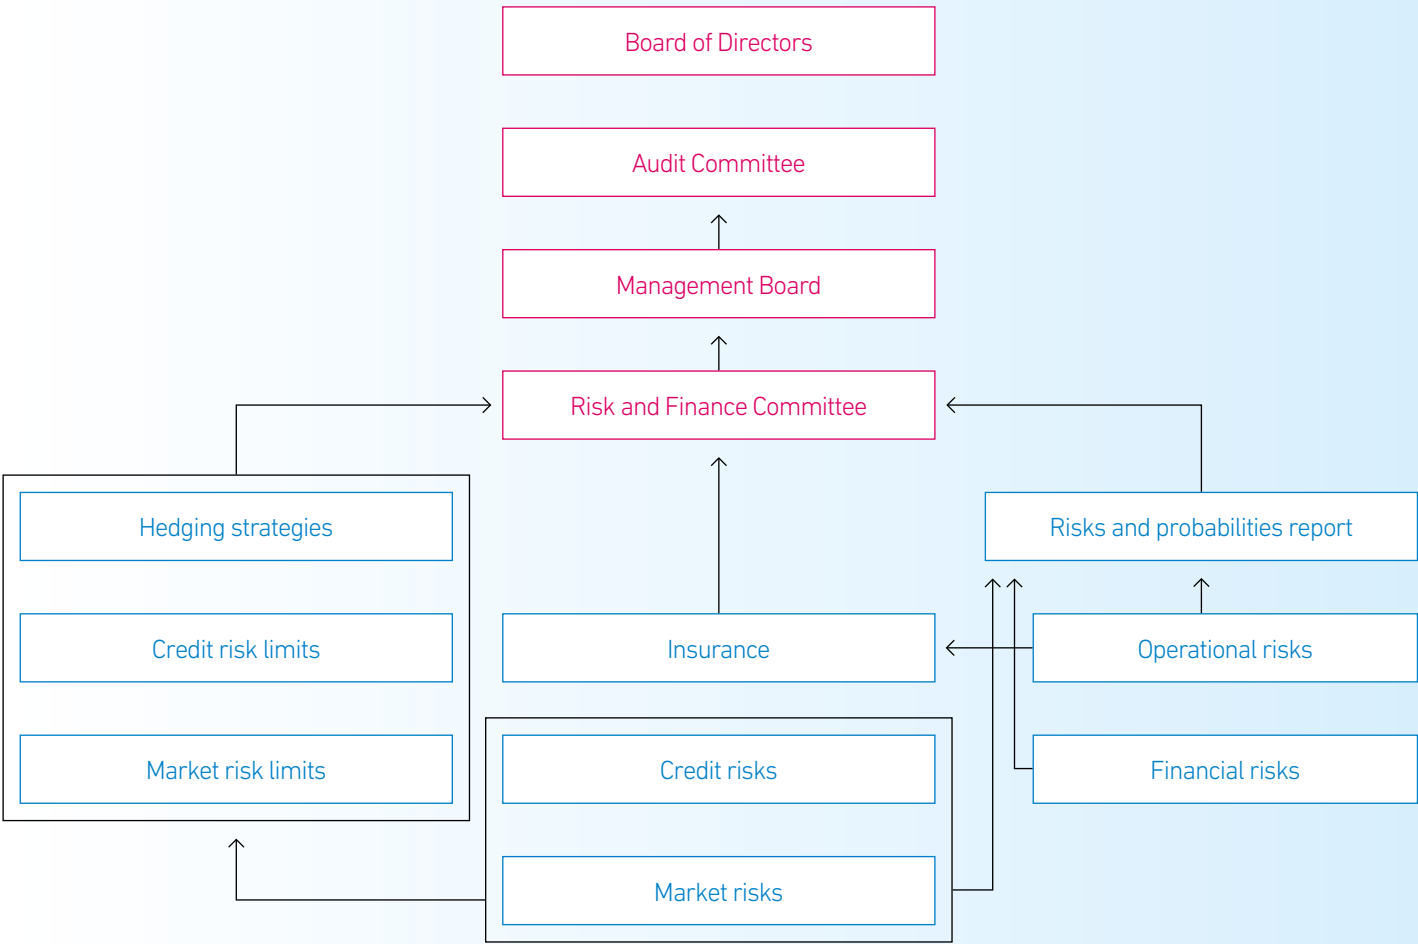 Board of Directors
Audit Committee
Management Board
Risk and Finance Committee
Hedging strategies
Risks and probabilities report
Credit risk limits
Insurance
Operational risks
Market risk limits
Credit risks
Financial risks
Market risks